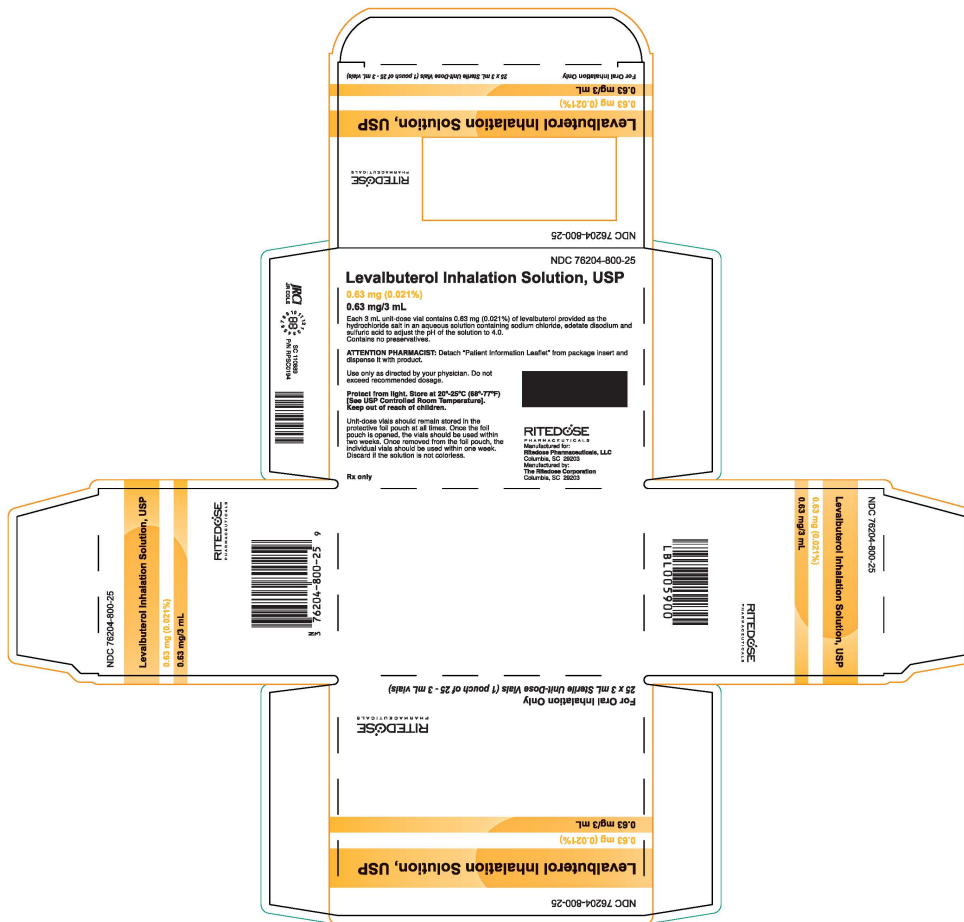 For Oral Inhalation Only
25 x 3 mL Sterile Unit-Dose Vials (1 pouch of 25 - 3 mL vials)
0.63 mg/3 mL
0.63 mg (0.021%)
Levalbuterol Inhalation Solution, USP
RITEDOSE
PHARMACEUTICALS
NDC 76204-800-25
NDC 76204-800-25
Levalbuterol Inhalation Solution, USP
0.63 mg (0.021%)
0.63 mg/3 mL
Each 3 mL unit-dose vial contains 0.63 mg (0.021%) of levalbuterol provided as the
hydrochloride salt in an aqueous solution containing sodium chloride, edetate disodium and
sulfuric acid to adjust the pH of the solution to 4.0.
Contains no preservatives.
ATTENTION PHARMACIST: Detach "Patient Information Leaflet" from package insert and
dispense it with product.
Use only as directed by your physician. Do not
exceed recommended dosage.
Protect from light. Store at 20°-25°C (68°-77°F)
[See USP Controlled Room Temperature].
Keep out of reach of children.
Unit-dose vials should remain stored in the
protective foil pouch at all times. Once the foil
pouch is opened, the vials should be used within
two weeks. Once removed from the foil pouch, the
individual vials should be used within one week.
Discard if the solution is not colorless.
Rx only
RITEDOSE
PHARMACEUTICALS
Manufactured for:
Ritedose Pharmaceuticals, LLC
Columbia, SC 29203
Manufactured by:
The Ritedose Corporation
Columbia, SC 29203
JRCI
JR COLE
SC 110989
P/N RPSC0194
NDC 76204-800-25
Levalbuterol Inhalation Solution, USP
0.63 mg (0.021%)
0.63 mg/3 mL
RITEDOSE
PHARMACEUTICALS
N3 76204-800-25 9
LBL005900
RITEDOSE
PHARMACEUTICALS
0.63 mg/3 mL
0.63 mg (0.021%)
Levalbuterol Inhalation Solution, USP
NDC 76204-800-25
25 x 3 mL Sterile Unit-Dose Vials (1 pouch of 25 - 3 mL vials)
For Oral Inhalation Only
RITEDOSE
PHARMACEUTICALS
0.63 mg/3 mL
0.63 mg (0.021%)
Levalbuterol Inhalation Solution, USP
NDC 76204-800-25